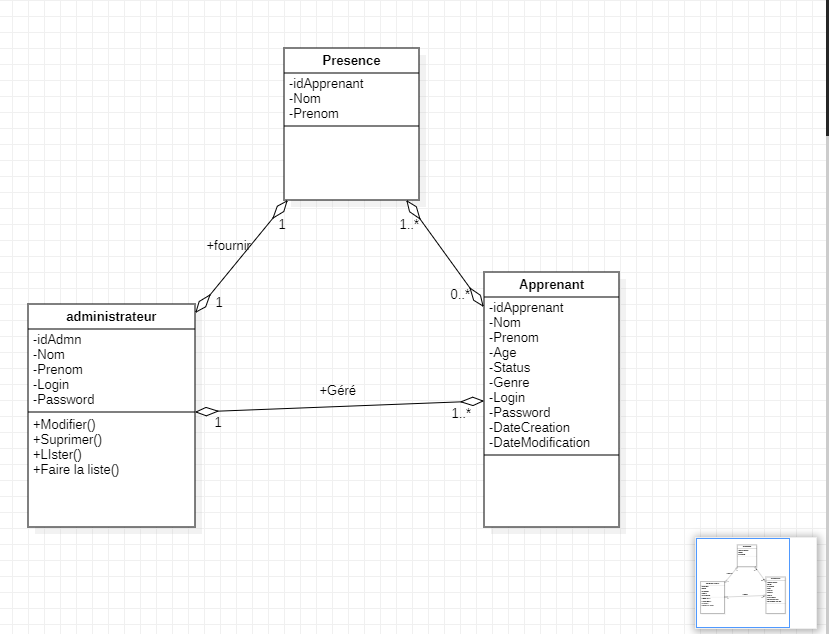 Presence
-idApprenant
-Nom
-Prenom
1
1..*
+fournir
1
0..*
administrateur
-idAdmn
-Nom
-Prenom
-Login
-Password
+Modifier()
+Suprimer()
+LIster()
+Faire la liste()
+Géré
1
1..*
Apprenant
-idApprenant
-Nom
-Prenom
-Age
-Status
-Genre
-Login
-Password
-DateCreation
-DateModification